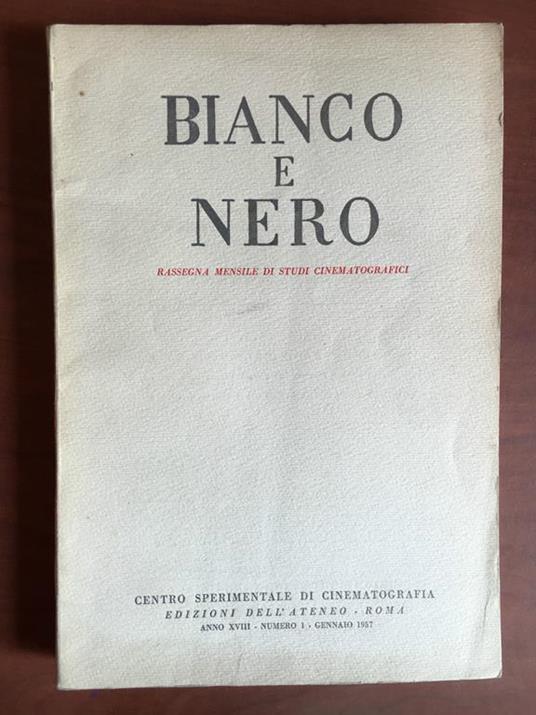 BIANCO
E
NERO
RASSEGNA MENSILE DI STUDI CINEMATOGRAFICI
CENTRO SPERIMENTALE DI CINEMATOGRAFIA
EDIZIONI DELL'ATENEO - ROMA
ANNO XVIII - NUMERO 1 - GENNAIO 1957